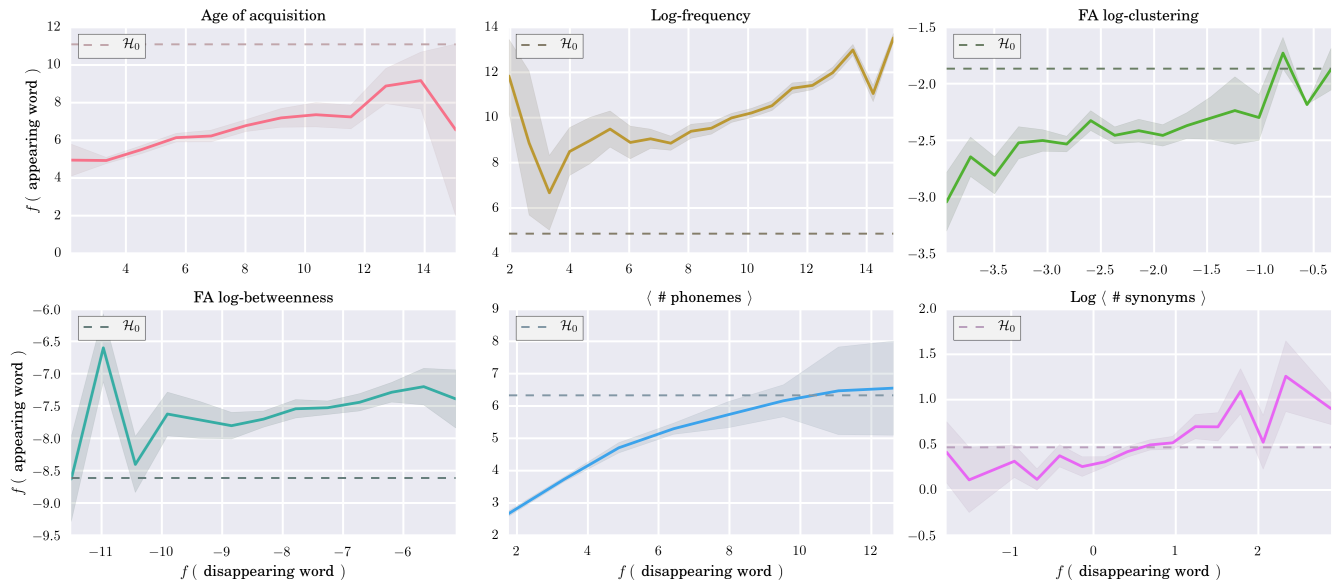 Age of acquisition
Log-frequency
FA log-clustering
12
10
8
6
4
2
0
ℋ₀
f ( appearing word )
4 6 8 10 12 14
14
12
10
8
6
4
ℋ₀
2 4 6 8 10 12 14
−1.5
−2.0
−2.5
−3.0
−3.5
ℋ₀
−3.5 −3.0 −2.5 −2.0 −1.5 −1.0 −0.5
FA log-betweenness
⟨ # phonemes ⟩
Log ⟨ # synonyms ⟩
−6.0
−6.5
−7.0
−7.5
−8.0
−8.5
−9.0
−9.5
ℋ₀
f ( appearing word )
−11 −10 −9 −8 −7 −6
f ( disappearing word )
9
8
7
6
5
4
3
2
ℋ₀
2 4 6 8 10 12
f ( disappearing word )
2.0
1.5
1.0
0.5
0.0
−0.5
ℋ₀
−1 0 1 2
f ( disappearing word )